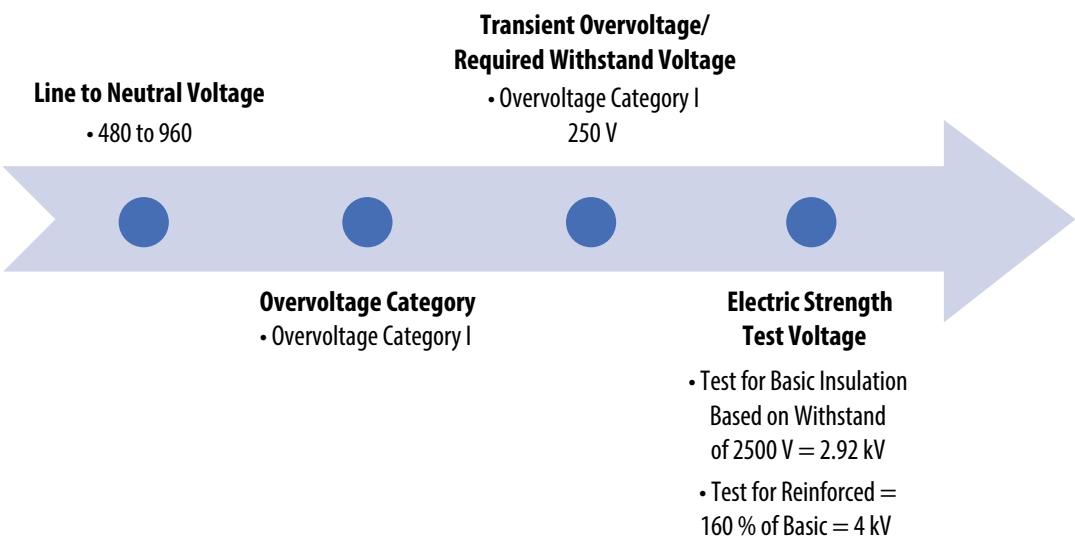 Line to Neutral Voltage
• 480 to 960
Overvoltage Category
• Overvoltage Category I
Transient Overvoltage/
Required Withstand Voltage
• Overvoltage Category I
250 V
Electric Strength
Test Voltage
• Test for Basic Insulation
Based on Withstand
of 2500 V = 2.92 kV
• Test for Reinforced =
160 % of Basic = 4 kV